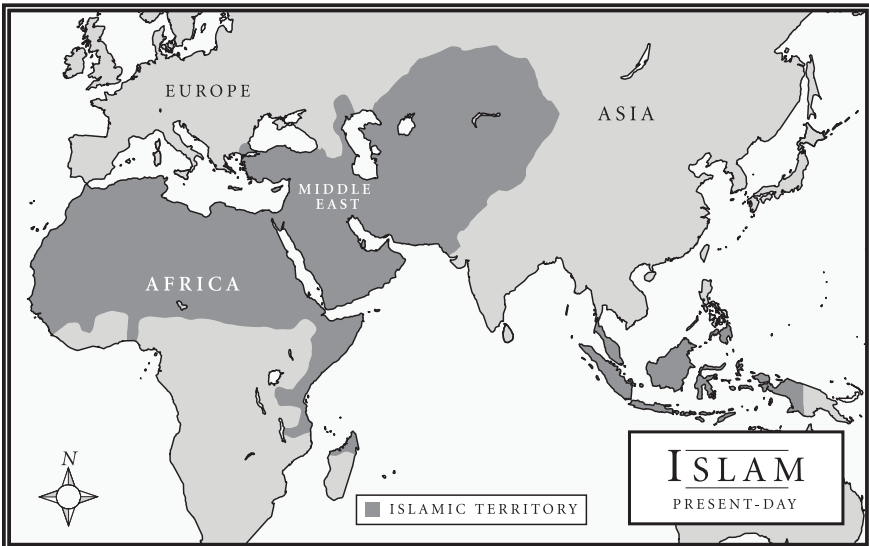 EUROPE
ASIA
MIDDLE
EAST
AFRICA
N
ISLAM
PRESENT-DAY
ISLAMIC TERRITORY